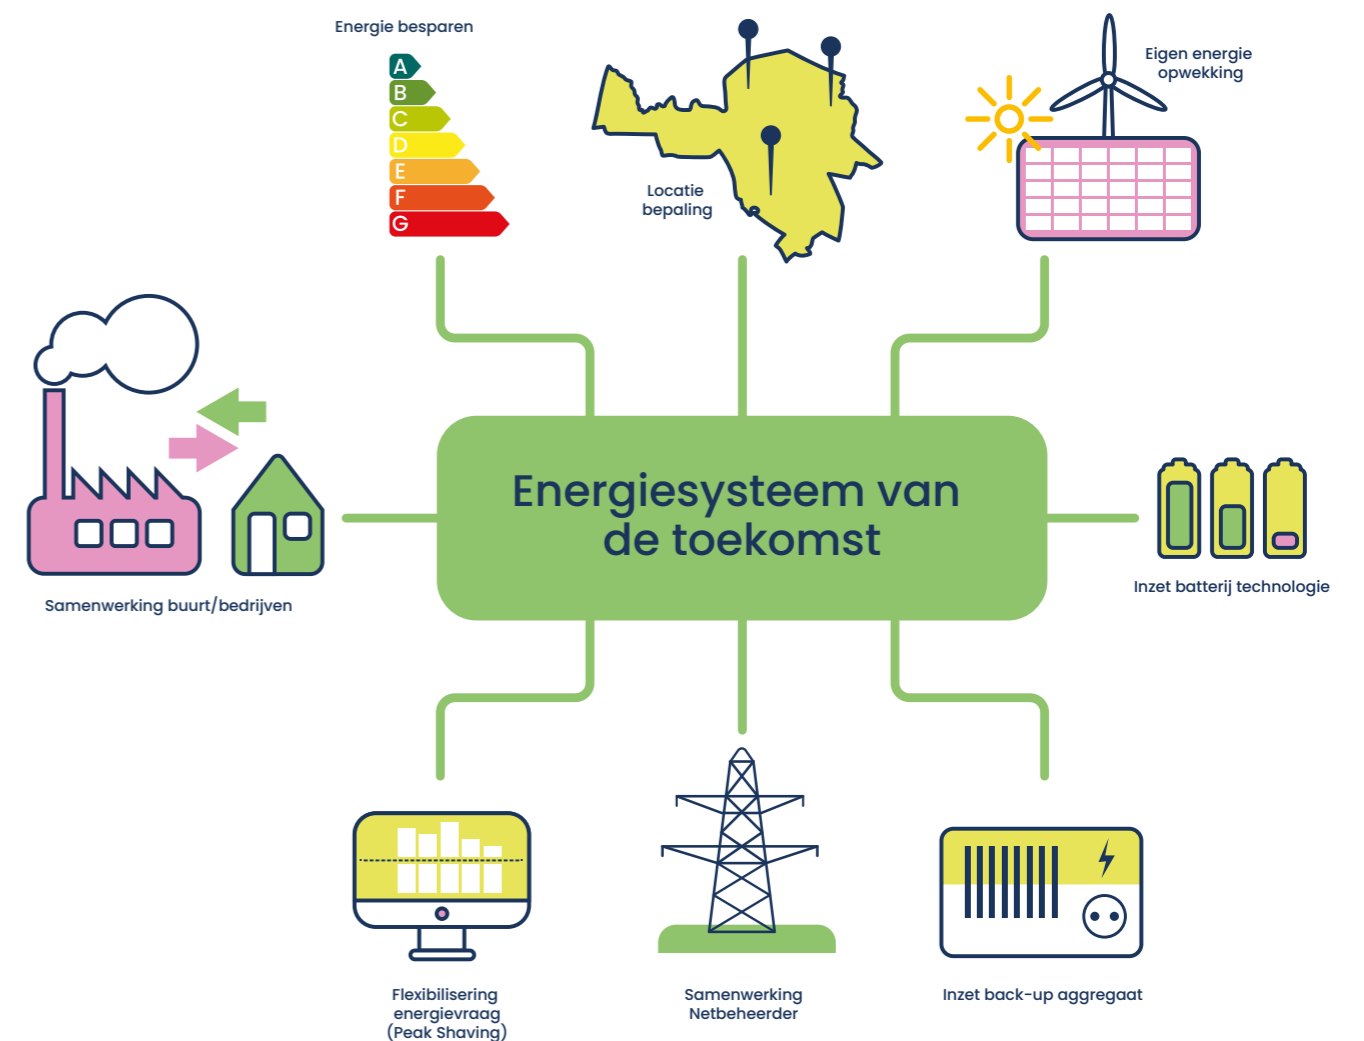 Energie besparen
A
B
C
D
E
F
G
Locatie
bepaling
Eigen energie
opwekking
Energiesysteem van
de toekomst
Samenwerking buurt/bedrijven
Inzet batterij technologie
Flexibilisering
energievraag
(Peak Shaving)
Samenwerking
Netbeheerder
Inzet back-up aggregaat